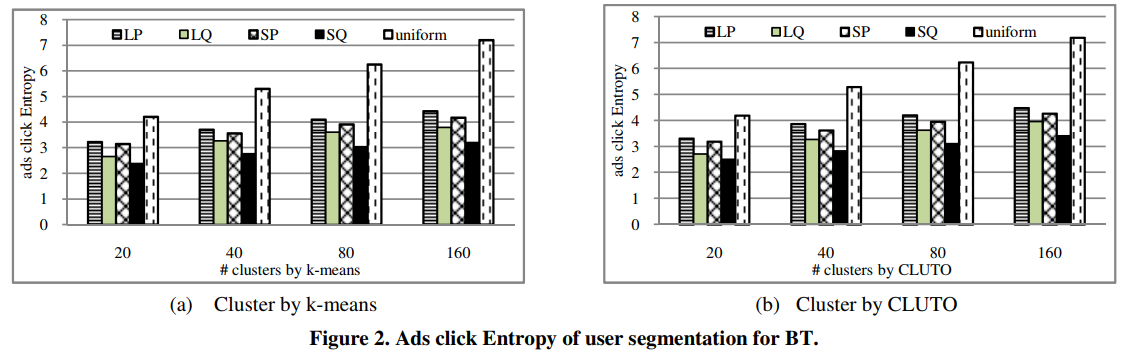 8
7
6
5
4
3
2
1
0
ads click Entropy
LP LQ SP SQ uniform
20 40 80 160
# clusters by k-means
(a) Cluster by k-means
8
7
6
5
4
3
2
1
0
ads click Entropy
LP LQ SP SQ uniform
20 40 80 160
# clusters by CLUTO
(b) Cluster by CLUTO
Figure 2. Ads click Entropy of user segmentation for BT.